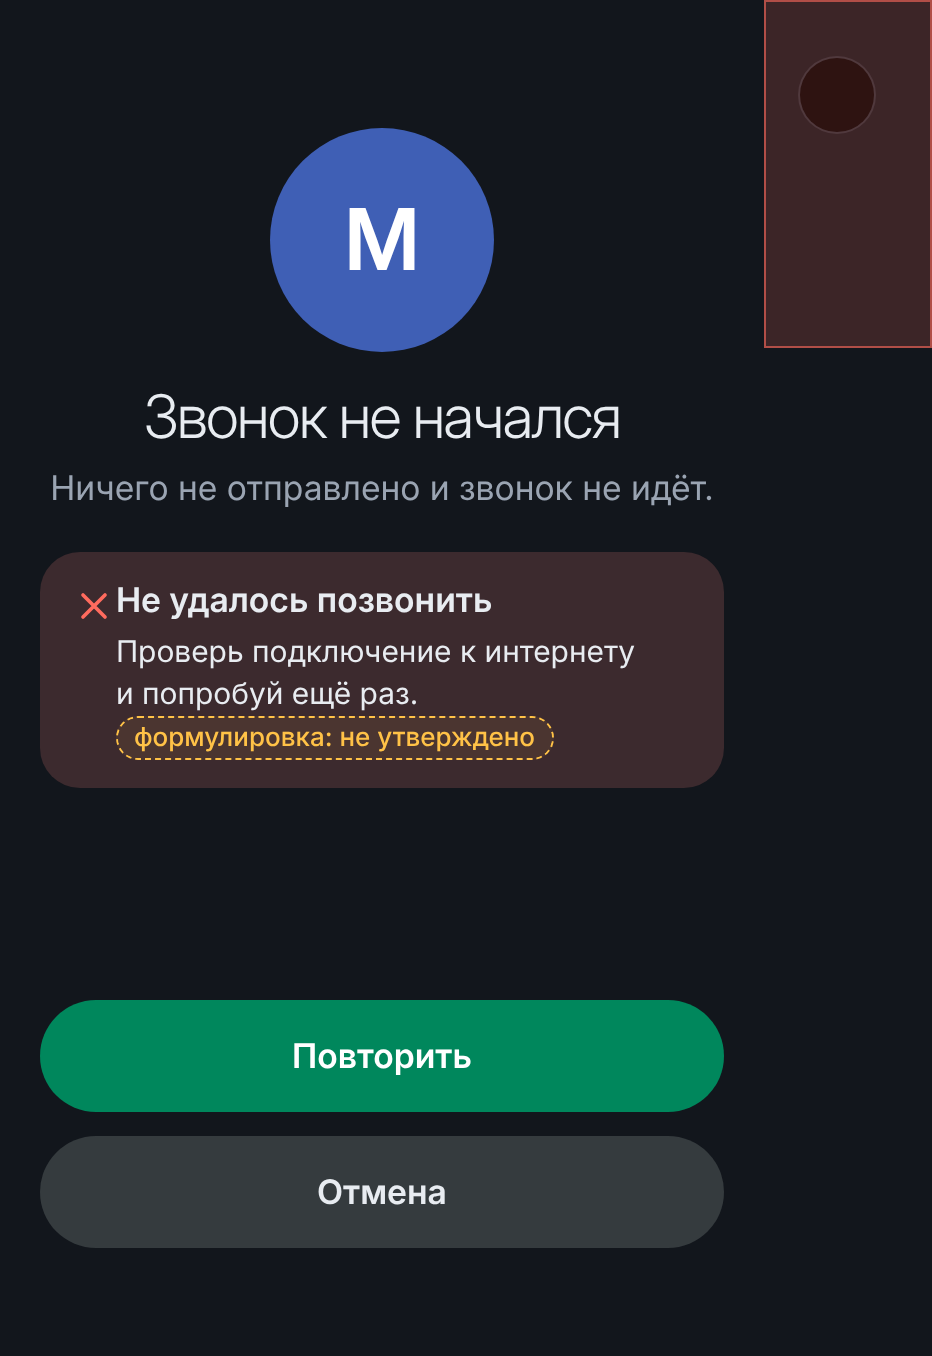 М
Звонок не начался
Ничего не отправлено и звонок не идёт.
Не удалось позвонить
Проверь подключение к интернету
и попробуй ещё раз.
формулировка: не утверждено
Повторить
Отмена